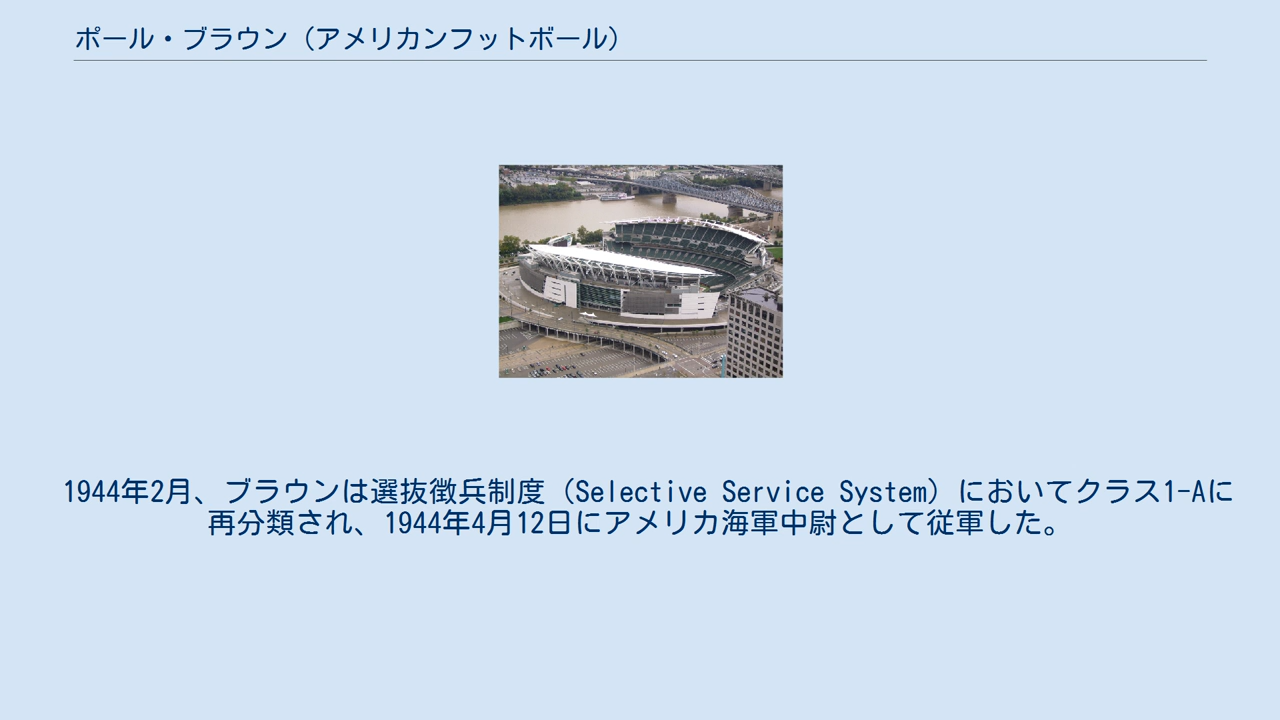 ポール・ブラウン（アメリカンフットボール）
1944年2月、ブラウンは選抜徴兵制度（Selective Service System）においてクラス1-Aに
再分類され、1944年4月12日にアメリカ海軍中尉として従軍した。